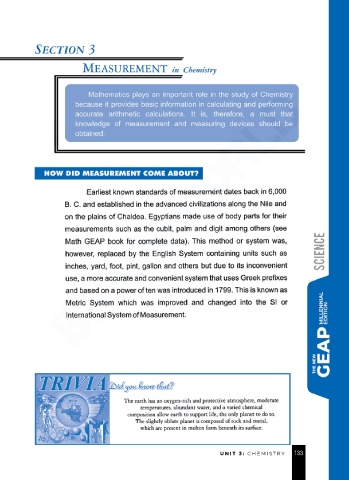 SECTION 3
MEASUREMENT in Chemistry
Mathematics plays an important role in the study of Chemistry
because it provides basic information in calculating and performing
accurate arithmetic calculations. It is, therefore, a must that
knowledge of measurement and measuring devices should be
obtained.
HOW DID MEASUREMENT COME ABOUT?
Earliest known standards of measurement dates back in 6,000
B. C. and established in the advanced civilizations along the Nile and
on the plains of Chaldea. Egyptians made use of body parts for their
measurements such as the cubit, palm and digit among others (see
Math GEAP book for complete data). This method or system was,
however, replaced by the English System containing units such as
inches, yard, foot, pint, gallon and others but due to its inconvenient
use, a more accurate and convenient system that uses Greek prefixes
and based on a power of ten was introduced in 1799. This is known as
Metric System which was improved and changed into the SI or
International System of Measurement.
SCIENCE
THE NEW
GEAP MILLENNIAL
EDITION
TRIVIA Did you know that?
The earth has an oxygen-rich and protective atmosphere, moderate
temperatures, abundant water, and a varied chemical
composition allow earth to support life, the only planet to do so.
The slightly oblate planet is composed of rock and metal,
which are present in molten form beneath its surface.
UNIT 3: CHEMISTRY 133